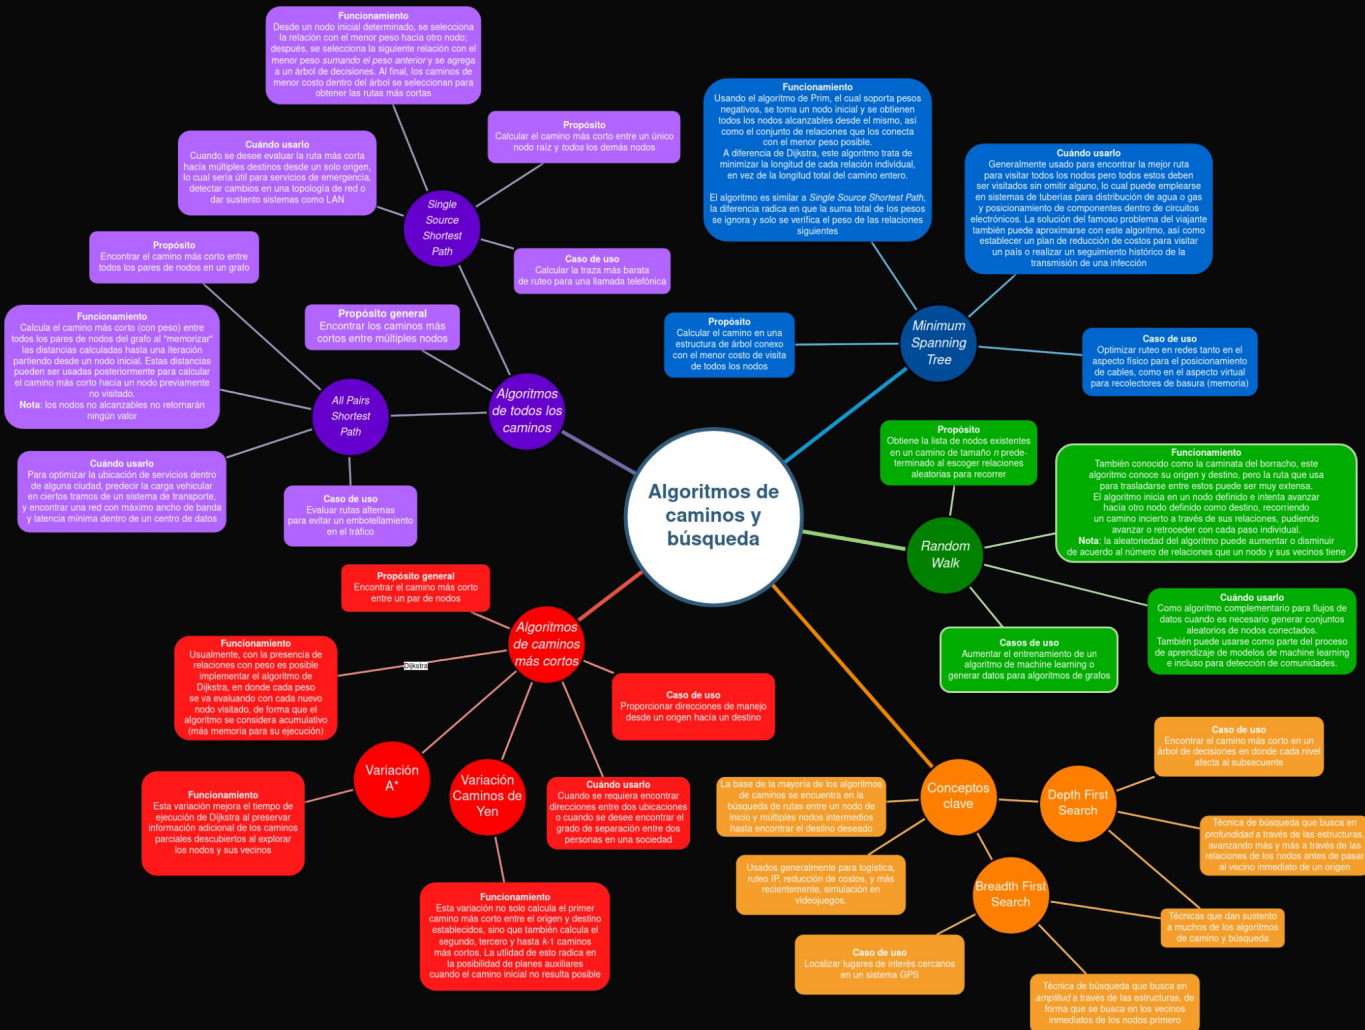 Funcionamiento
Desde un nodo inicial determinado, se selecciona
la relación con el menor peso hacia otro nodo;
después, se selecciona la siguiente relación con el
menor peso sumando el peso anterior y se agrega
a un árbol de decisiones. Al final, los caminos de
menor costo dentro del árbol se seleccionan para
obtener las rutas más cortas
Propósito
Calcular el camino más corto entre un único
nodo raíz y todos los demás nodos
Cuándo usarlo
Cuando se desee evaluar la ruta más corta
hacia múltiples destinos desde un solo origen,
lo cual sería útil para servicios de emergencia,
detectar cambios en una topología de red o
dar sustento sistemas como LAN
Single
Source
Shortest
Path
Caso de uso
Calcular la traza más barata
de ruteo para una llamada telefónica
Propósito
Encontrar el camino más corto entre
todos los pares de nodos en un grafo
Propósito general
Encontrar los caminos más
cortos entre múltiples nodos
Funcionamiento
Calcula el camino más corto (con peso) entre
todos los pares de nodos del grafo al "memorizar"
las distancias calculadas hasta una iteración
partiendo desde un nodo inicial. Estas distancias
pueden ser usadas posteriormente para calcular
el camino más corto hacia un nodo previamente
no visitado.
Nota: los nodos no alcanzables no retornarán
ningún valor
All Pairs
Shortest
Path
Algoritmos
de todos los
caminos
Cuándo usarlo
Para optimizar la ubicación de servicios dentro
de alguna ciudad, predecir la carga vehicular
en ciertos tramos de un sistema de transporte,
y encontrar una red con máximo ancho de banda
y latencia mínima dentro de un centro de datos
Caso de uso
Evaluar rutas alternas
para evitar un embotellamiento
en el tráfico
Funcionamiento
Usando el algoritmo de Prim, el cual soporta pesos
negativos, se toma un nodo inicial y se obtienen
todos los nodos alcanzables desde el mismo, así
como el conjunto de relaciones que los conecta
con el menor peso posible.
A diferencia de Dijkstra, este algoritmo trata de
minimizar la longitud de cada relación individual,
en vez de la longitud total del camino entero.
El algoritmo es similar a Single Source Shortest Path,
la diferencia radica en que la suma total de los pesos
se ignora y solo se verifica el peso de las relaciones
siguientes
Cuándo usarlo
Generalmente usado para encontrar la mejor ruta
para visitar todos los nodos pero todos estos deben
ser visitados sin omitir alguno, lo cual puede emplearse
en sistemas de tuberías para distribución de agua o gas
y posicionamiento de componentes dentro de circuitos
electrónicos. La solución del famoso problema del viajante
también puede aproximarse con este algoritmo, así como
establecer un plan de reducción de costos para visitar
un país o realizar un seguimiento histórico de la
transmisión de una infección
Propósito
Calcular el camino en una
estructura de árbol conexo
con el menor costo de visita
de todos los nodos
Minimum
Spanning
Tree
Caso de uso
Optimizar ruteo en redes tanto en el
aspecto físico para el posicionamiento
de cables, como en el aspecto virtual
para recolectores de basura (memoria)
Algoritmos de
caminos y
búsqueda
Propósito
Obtiene la lista de nodos existentes
en un camino de tamaño n prede-
terminado al escoger relaciones
aleatorias para recorrer
Funcionamiento
También conocido como la caminata del borracho, este
algoritmo conoce su origen y destino, pero la ruta que usa
para trasladarse entre estos puede ser muy extensa.
El algoritmo inicia en un nodo definido e intenta avanzar
hacia otro nodo definido como destino, recorriendo
un camino incierto a través de sus relaciones, pudiendo
avanzar o retroceder con cada paso individual.
Nota: la aleatoriedad del algoritmo puede aumentar o disminuir
de acuerdo al número de relaciones que un nodo y sus vecinos tiene
Random
Walk
Cuándo usarlo
Como algoritmo complementario para flujos de
datos cuando es necesario generar conjuntos
aleatorios de nodos conectados.
También puede usarse como parte del proceso
de aprendizaje de modelos de machine learning
e incluso para detección de comunidades.
Casos de uso
Aumentar el entrenamiento de un
algoritmo de machine learning o
generar datos para algoritmos de grafos
Propósito general
Encontrar el camino más corto
entre un par de nodos
Algoritmos
de caminos
más cortos
Funcionamiento
Usualmente, con la presencia de
relaciones con peso es posible
implementar el algoritmo de
Dijkstra, en donde cada peso
se va evaluando con cada nuevo
nodo visitado, de forma que el
algoritmo se considera acumulativo
(más memoria para su ejecución)
Dijkstra
Caso de uso
Proporcionar direcciones de manejo
desde un origen hacia un destino
Variación
A*
Variación
Caminos de
Yen
Funcionamiento
Esta variación mejora el tiempo de
ejecución de Dijkstra al preservar
información adicional de los caminos
parciales descubiertos al explorar
los nodos y sus vecinos
Cuándo usarlo
Cuando se requiera encontrar
direcciones entre dos ubicaciones
o cuando se desee encontrar el
grado de separación entre dos
personas en una sociedad
Funcionamiento
Esta variación no solo calcula el primer
camino más corto entre el origen y destino
establecidos, sino que también calcula el
segundo, tercero y hasta k-1 caminos
más cortos. La utlidad de esto radica en
la posibilidad de planes auxiliares
cuando el camino inicial no resulta posible
Conceptos
clave
La base de la mayoría de los algoritmos
de caminos se encuentra en la
búsqueda de rutas entre un nodo de
inicio y múltiples nodos intermedios
hasta encontrar el destino deseado
Usados generalmente para logística,
ruteo IP, reducción de costos, y más
recientemente, simulación en
videojuegos.
Depth First
Search
Caso de uso
Encontrar el camino más corto en un
árbol de decisiones en donde cada nivel
afecta al subsecuente
Técnica de búsqueda que busca en
profundidad a través de las estructuras,
avanzando más y más a través de las
relaciones de los nodos antes de pasar
al vecino inmediato de un origen
Breadth First
Search
Técnicas que dan sustento
a muchos de los algoritmos
de camino y búsqueda
Caso de uso
Localizar lugares de interés cercanos
en un sistema GPS
Técnica de búsqueda que busca en
amplitud a través de las estructuras, de
forma que se busca en los vecinos
inmediatos de los nodos primero